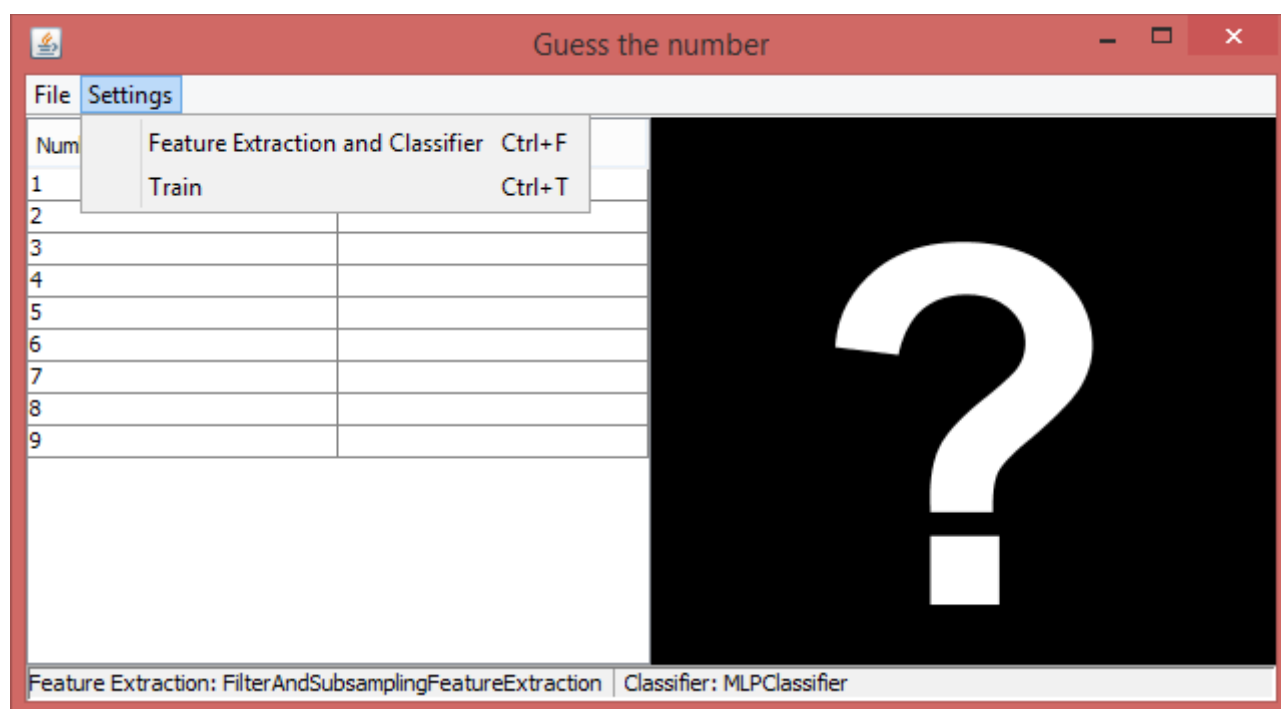 Guess the number
File Settings
Feature Extraction and Classifier Ctrl+F
Num
Train Ctrl+T
1
2
3
4
5
6
7
8
9
?
Feature Extraction: FilterAndSubsamplingFeatureExtraction Classifier: MLPClassifier